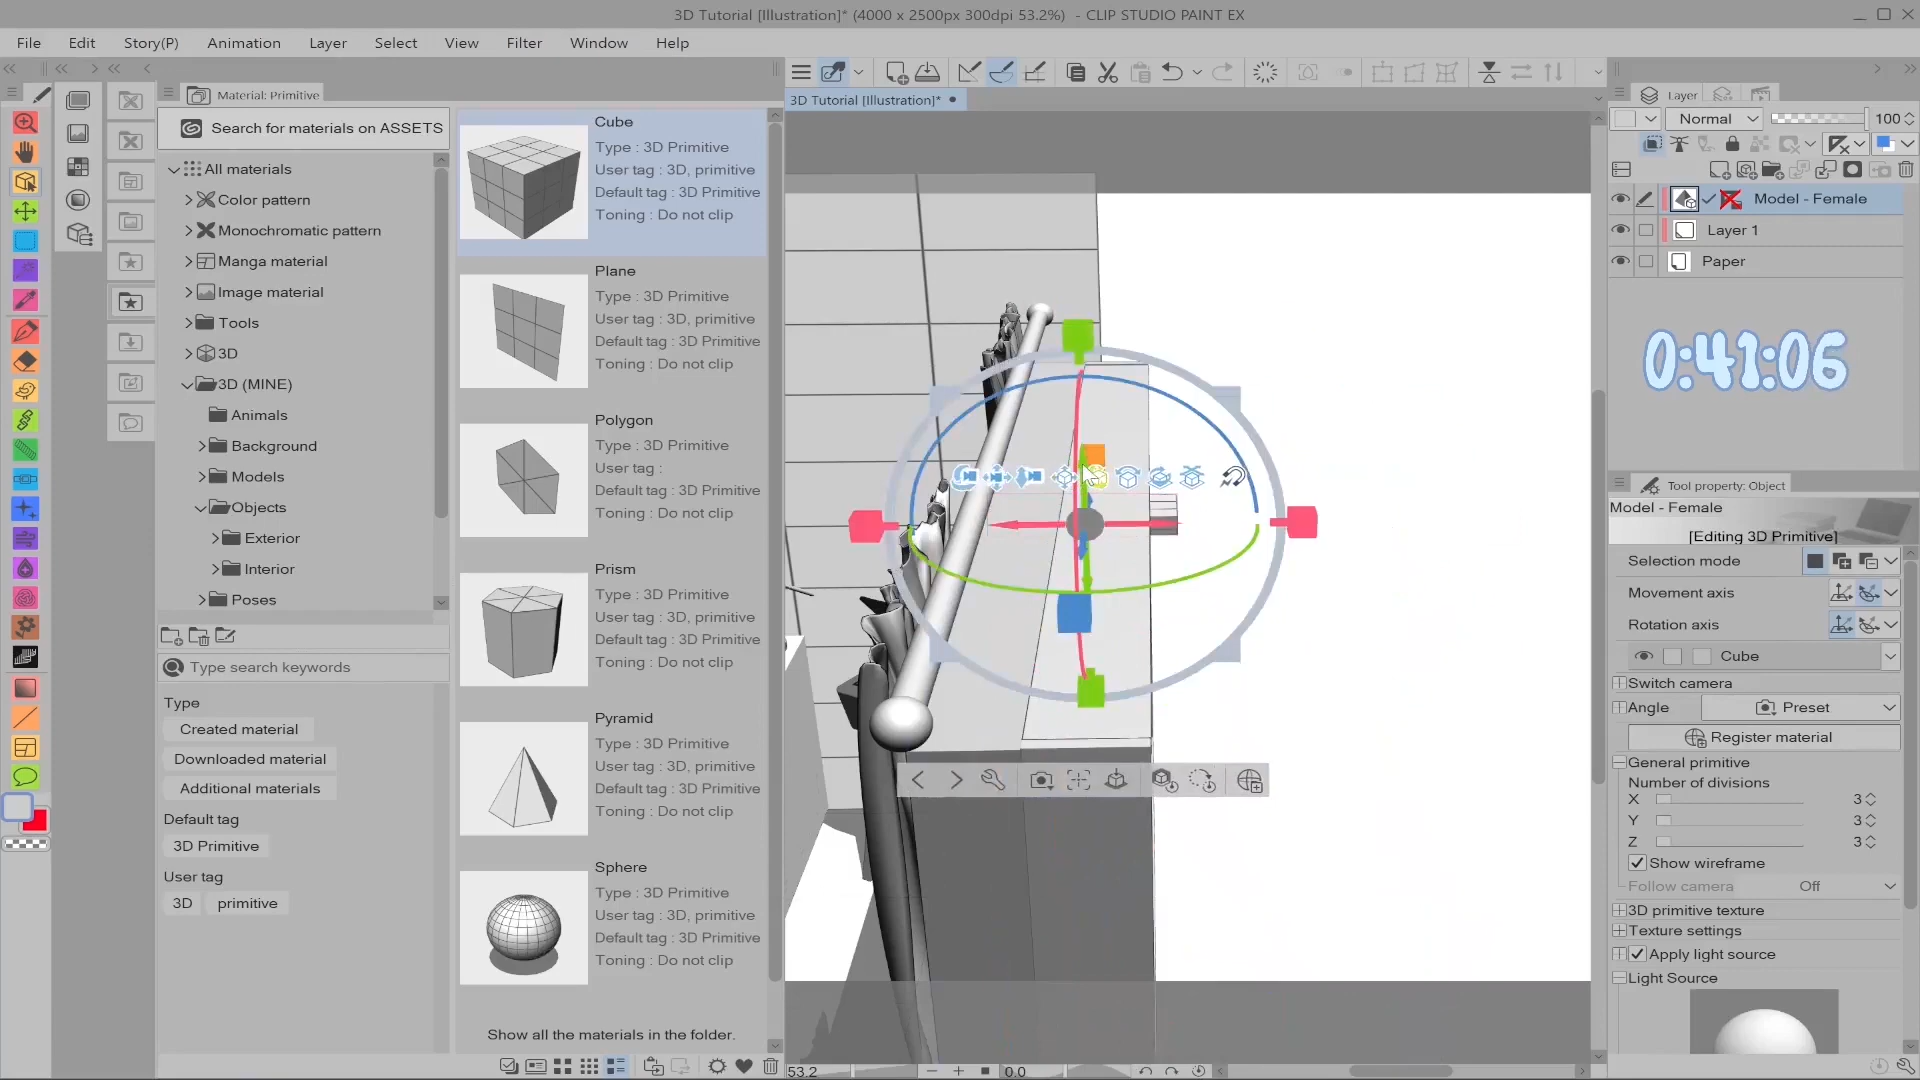 3D Tutorial [Illustration]* (4000 x 2500px 300dpi 53.2%) - CLIP STUDIO PAINT EX
File Edit Story(P) Animation Layer Select View Filter Window Help
Material: Primitive
Search for materials on ASSETS
All materials
Color pattern
Monochromatic pattern
Manga material
Image material
Tools
3D
3D (MINE)
Animals
Background
Models
Objects
Exterior
Interior
Poses
Type search keywords
Type
Created material
Downloaded material
Additional materials
Default tag
3D Primitive
User tag
3D primitive
Cube
Type : 3D Primitive
User tag : 3D, primitive
Default tag : 3D Primitive
Toning : Do not clip
Plane
Type : 3D Primitive
User tag : 3D, primitive
Default tag : 3D Primitive
Toning : Do not clip
Polygon
Type : 3D Primitive
User tag :
Default tag : 3D Primitive
Toning : Do not clip
Prism
Type : 3D Primitive
User tag : 3D, primitive
Default tag : 3D Primitive
Toning : Do not clip
Pyramid
Type : 3D Primitive
User tag : 3D, primitive
Default tag : 3D Primitive
Toning : Do not clip
Sphere
Type : 3D Primitive
User tag : 3D, primitive
Default tag : 3D Primitive
Toning : Do not clip
Show all the materials in the folder.
3D Tutorial [Illustration]*
53.2
0.0
Layer
Normal 100
Model - Female
Layer 1
Paper
0:41:06
Tool property: Object
Model - Female
[Editing 3D Primitive]
Selection mode
Movement axis
Rotation axis
Cube
Switch camera
Angle Preset
Register material
General primitive
Number of divisions
X 3
Y 3
Z 3
Show wireframe
Follow camera Off
3D primitive texture
Texture settings
Apply light source
Light Source